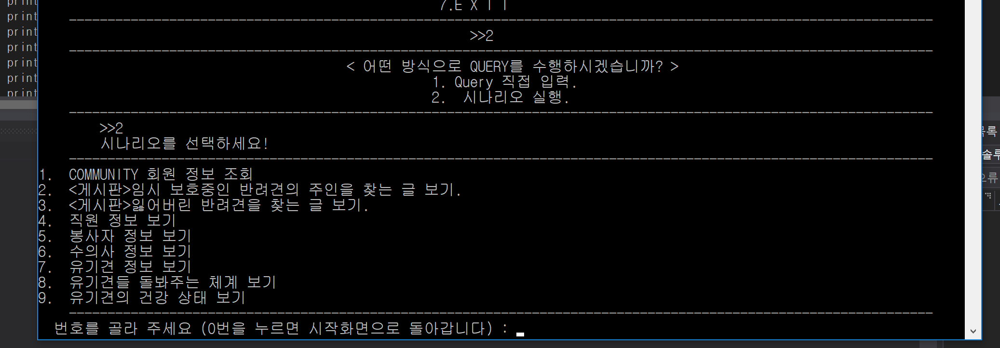 print
print
print
print
print
print
print
7.E X I T
>>2
< 어떤 방식으로 QUERY를 수행하시겠습니까? >
1. Query 직접 입력.
2. 시나리오 실행.
>>2
시나리오를 선택하세요!
1. COMMUNITY 회원 정보 조회
2. <게시판>임시 보호중인 반려견의 주인을 찾는 글 보기.
3. <게시판>잃어버린 반려견을 찾는 글 보기.
4. 직원 정보 보기
5. 봉사자 정보 보기
6. 수의사 정보 보기
7. 유기견 정보 보기
8. 유기견들 돌봐주는 체계 보기
9. 유기견의 건강 상태 보기
번호를 골라 주세요 (0번을 누르면 시작화면으로 돌아갑니다) :
목록
솔루
오류